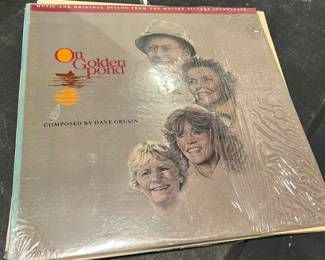 MUSIC AND ORIGINAL DIALOG FROM THE MOTION PICTURE SOUNDTRACK
On
Golden
Pond
COMPOSED BY DAVE GRUSIN